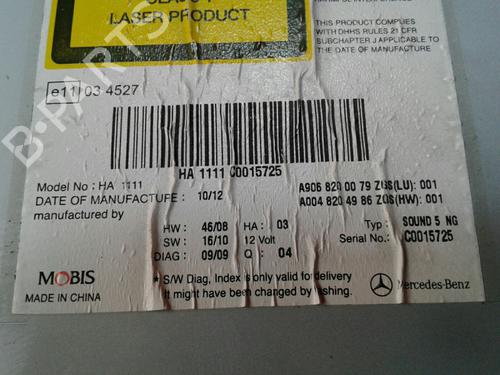 CLASS 1
LASER PRODUCT
THIS PRODUCT COMPLIES
WITH DHHS RULES 21 CFR
SUBCHAPTER J APPLICABLE TO
THE DATE OF MANUFACTURE
e11 03 4527
HA 1111 C0015725
Model No : HA 1111
DATE OF MANUFACTURE : 10/12
manufactured by
A906 820 00 79 ZGS(LU): 001
A004 820 49 86 ZGS(HW): 001
HW : 46/08 HA : 03
SW : 16/10 12 Volt
DIAG : 09/09 Q : 04
Typ : SOUND 5 NG
Serial No.: C0015725
MOBIS
MADE IN CHINA
* S/W Diag, Index is only valid for delivery
It might have been changed by flashing
Mercedes-Benz
B-PARTS